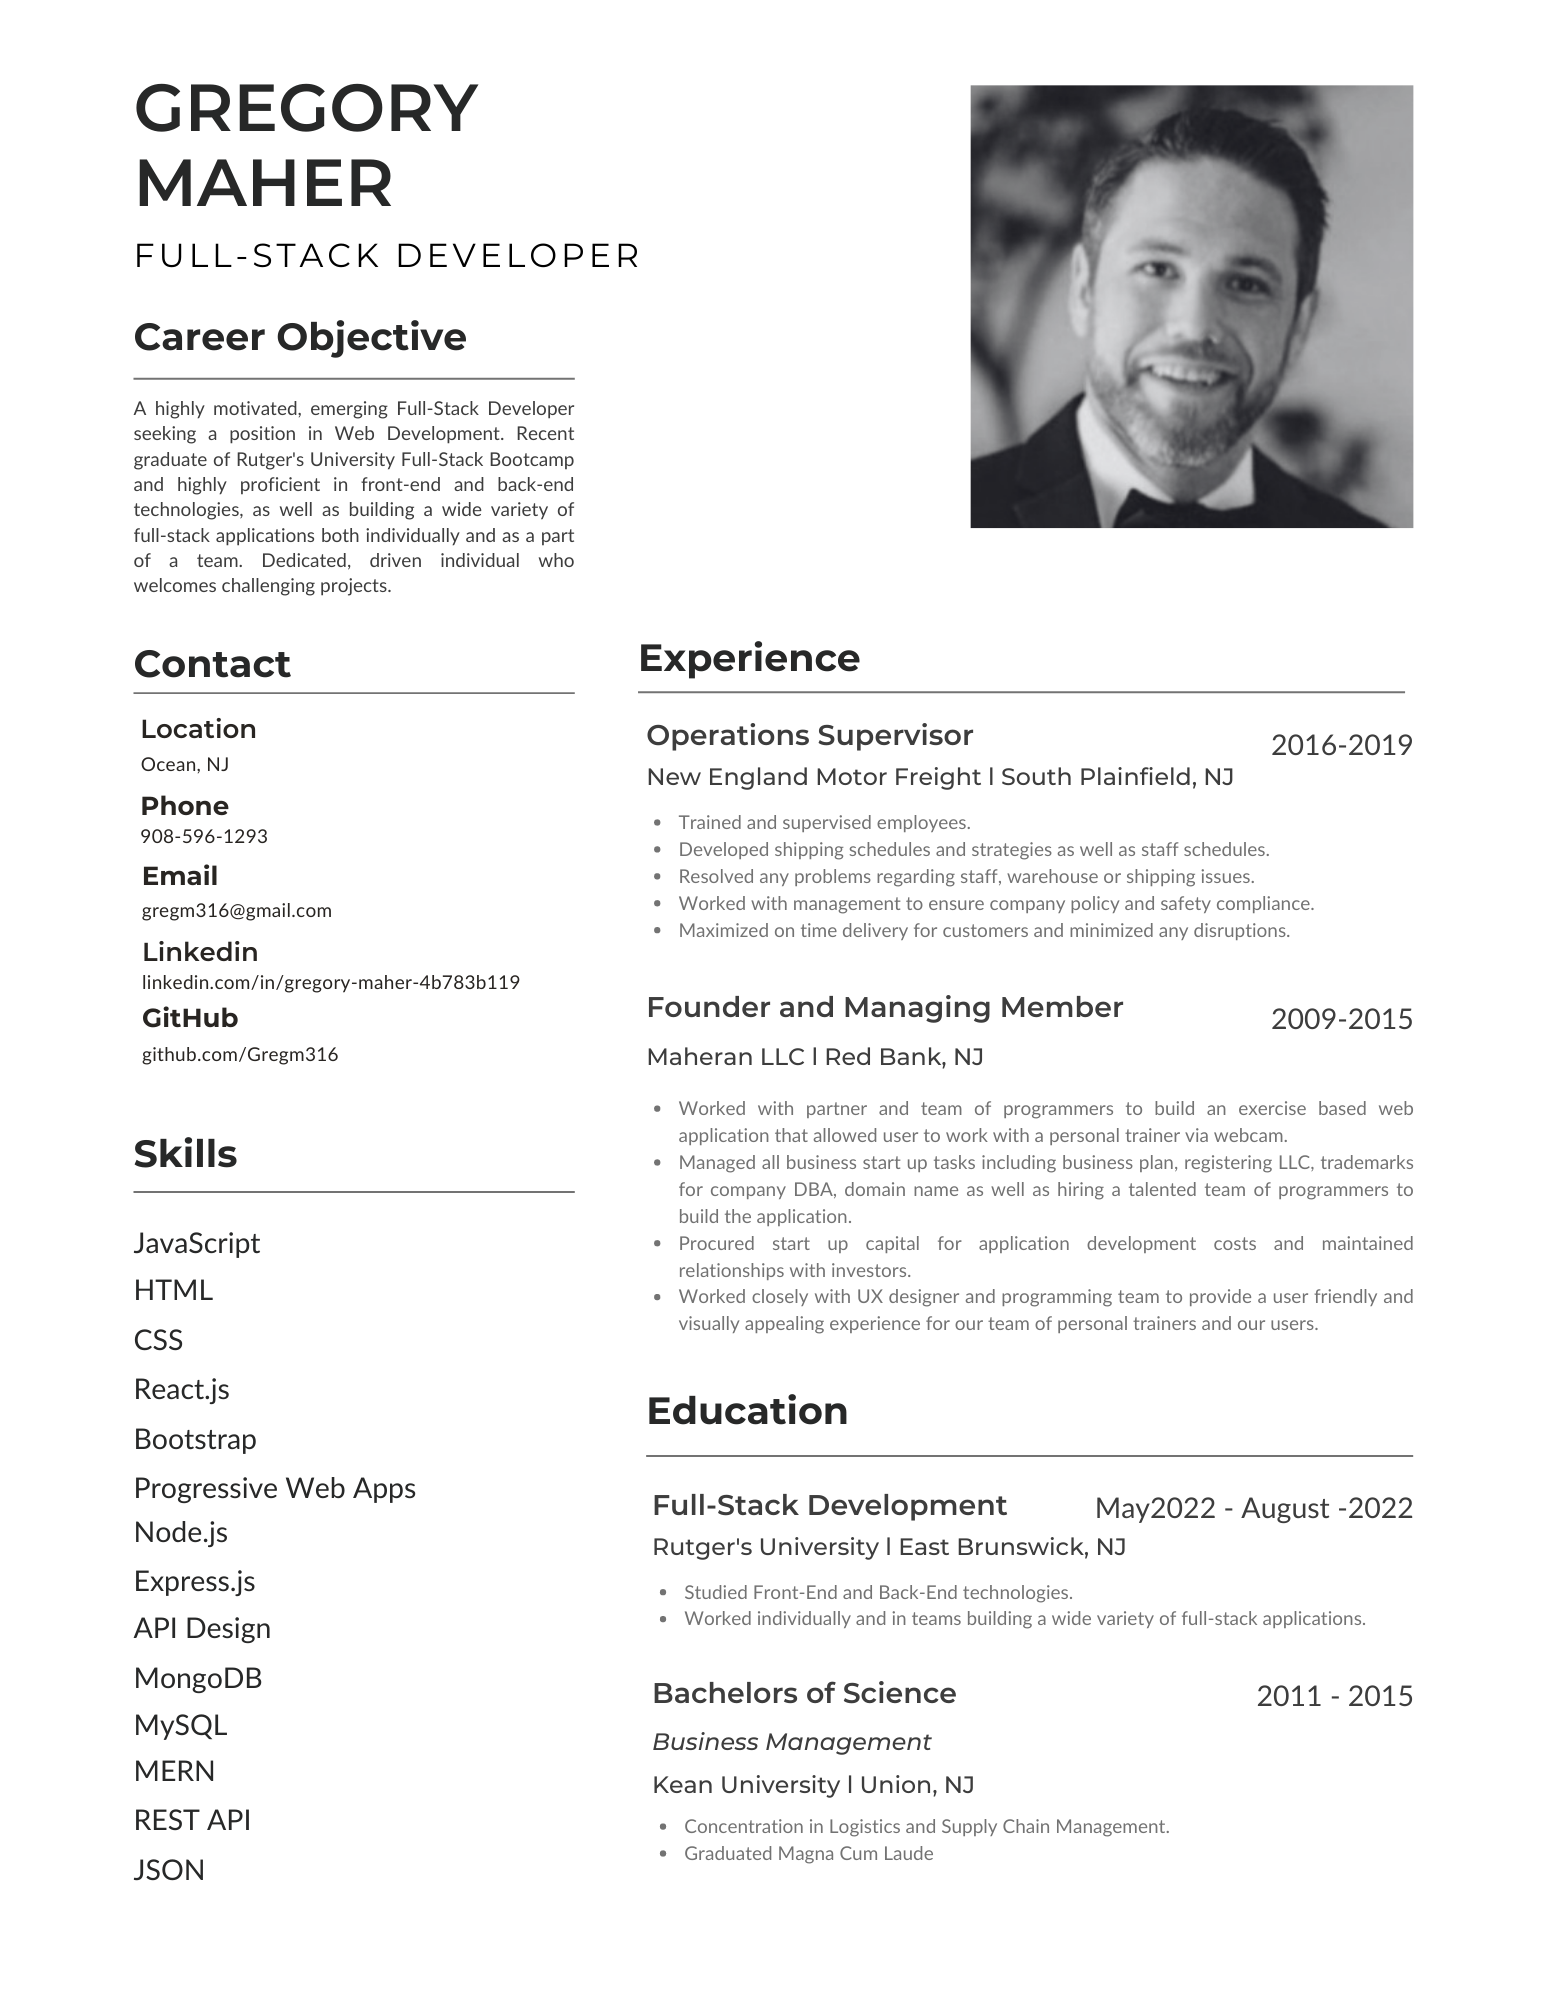 GREGORY
MAHER
FULL-STACK DEVELOPER
Career Objective
A highly motivated, emerging Full-Stack Developer
seeking a position in Web Development. Recent
graduate of Rutger's University Full-Stack Bootcamp
and highly proficient in front-end and back-end
technologies, as well as building a wide variety of
full-stack applications both individually and as a part
of a team. Dedicated, driven individual who
welcomes challenging projects.
Contact
Location
Ocean, NJ
Phone
908-596-1293
Email
gregm316@gmail.com
Linkedin
linkedin.com/in/gregory-maher-4b783b119
GitHub
github.com/Gregm316
Skills
JavaScript
HTML
CSS
React.js
Bootstrap
Progressive Web Apps
Node.js
Express.js
API Design
MongoDB
MySQL
MERN
REST API
JSON
Experience
Operations Supervisor
2016-2019
New England Motor Freight l South Plainfield, NJ
• Trained and supervised employees.
• Developed shipping schedules and strategies as well as staff schedules.
• Resolved any problems regarding staff, warehouse or shipping issues.
• Worked with management to ensure company policy and safety compliance.
• Maximized on time delivery for customers and minimized any disruptions.
Founder and Managing Member
2009-2015
Maheran LLC l Red Bank, NJ
• Worked with partner and team of programmers to build an exercise based web
application that allowed user to work with a personal trainer via webcam.
• Managed all business start up tasks including business plan, registering LLC, trademarks
for company DBA, domain name as well as hiring a talented team of programmers to
build the application.
• Procured start up capital for application development costs and maintained
relationships with investors.
• Worked closely with UX designer and programming team to provide a user friendly and
visually appealing experience for our team of personal trainers and our users.
Education
Full-Stack Development
May2022 - August -2022
Rutger's University l East Brunswick, NJ
• Studied Front-End and Back-End technologies.
• Worked individually and in teams building a wide variety of full-stack applications.
Bachelors of Science
2011 - 2015
Business Management
Kean University l Union, NJ
• Concentration in Logistics and Supply Chain Management.
• Graduated Magna Cum Laude